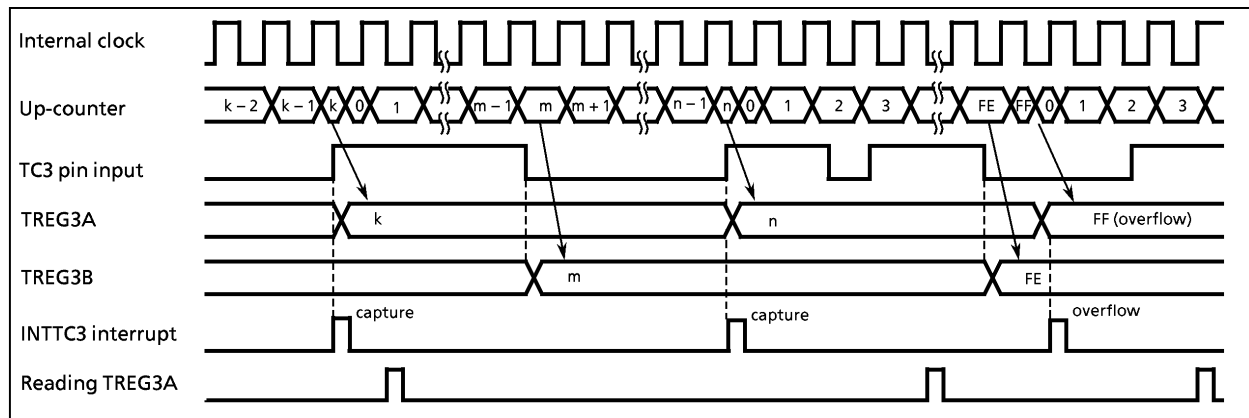 Internal clock
Up-counter k – 2 k – 1 k 0 1 m – 1 m m + 1 n – 1 n 0 1 2 3 FE FF 0 1 2 3
TC3 pin input
TREG3A k n FF (overflow)
TREG3B m FE
INTTC3 interrupt capture capture overflow
Reading TREG3A